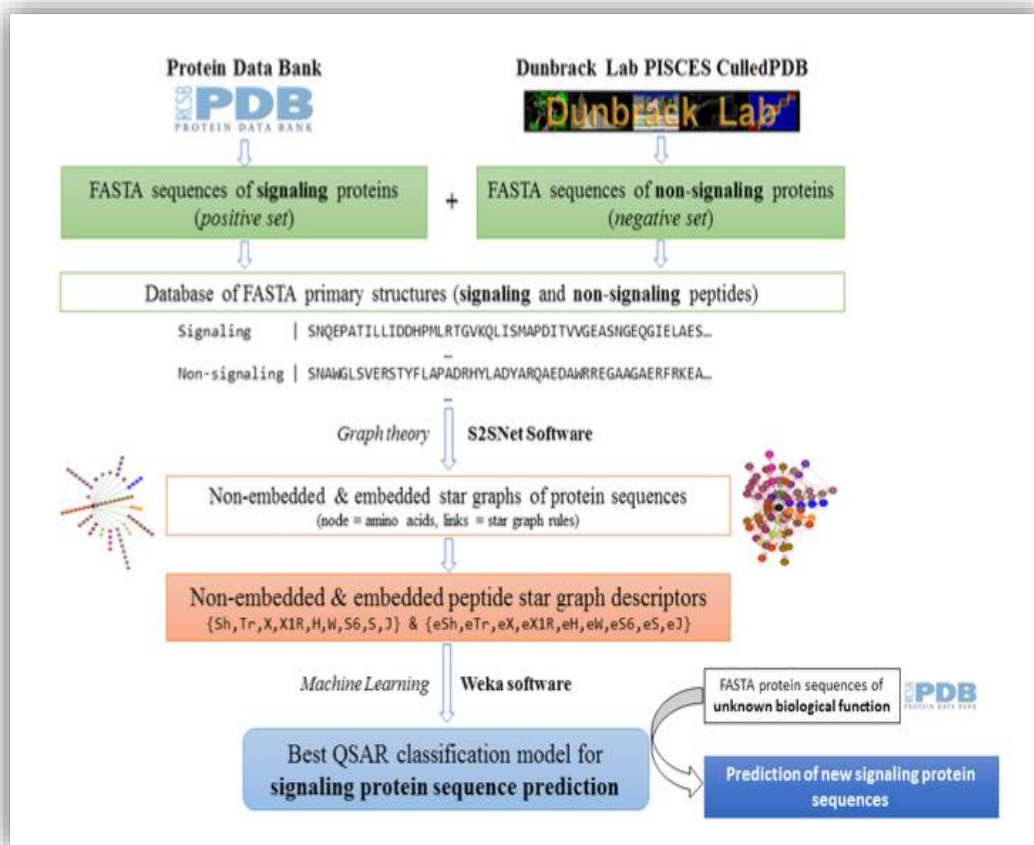 Protein Data Bank
RCSB PDB
PROTEIN DATA BANK
Dunbrack Lab PISCES CulledPDB
Dunbrack Lab
FASTA sequences of signaling proteins
(positive set)
+
FASTA sequences of non-signaling proteins
(negative set)
Database of FASTA primary structures (signaling and non-signaling peptides)
Signaling | SNQEPATILLIDDHPMLRTGVKQLISMAPDITVVGEASNGEQGIELAES…
…
Non-signaling | SNAWGLSVERSTYFLAPADRHYLADYARQAEDAWRREGAAGAERFRKEA…
…
Graph theory S2SNet Software
Non-embedded & embedded star graphs of protein sequences
(node = amino acids, links = star graph rules)
Non-embedded & embedded peptide star graph descriptors
{Sh,Tr,X,X1R,H,W,S6,S,J} & {eSh,eTr,eX,eX1R,eH,eW,eS6,eS,eJ}
Machine Learning Weka software
FASTA protein sequences of
unknown biological function
RCSB PDB
PROTEIN DATA BANK
Best QSAR classification model for
signaling protein sequence prediction
Prediction of new signaling protein
sequences